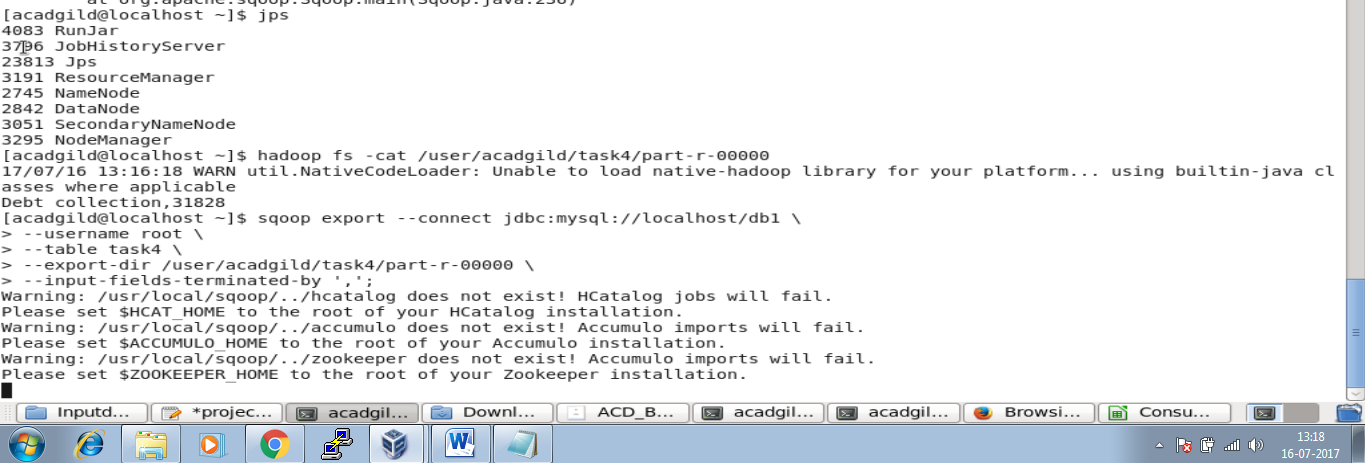 at org.apache.sqoop.Sqoop.main(Sqoop.java:236)
[acadgild@localhost ~]$ jps
4083 RunJar
3796 JobHistoryServer
23813 Jps
3191 ResourceManager
2745 NameNode
2842 DataNode
3051 SecondaryNameNode
3295 NodeManager
[acadgild@localhost ~]$ hadoop fs -cat /user/acadgild/task4/part-r-00000
17/07/16 13:16:18 WARN util.NativeCodeLoader: Unable to load native-hadoop library for your platform... using builtin-java cl
asses where applicable
Debt collection,31828
[acadgild@localhost ~]$ sqoop export --connect jdbc:mysql://localhost/db1 \
> --username root \
> --table task4 \
> --export-dir /user/acadgild/task4/part-r-00000 \
> --input-fields-terminated-by ',';
Warning: /usr/local/sqoop/../hcatalog does not exist! HCatalog jobs will fail.
Please set $HCAT_HOME to the root of your HCatalog installation.
Warning: /usr/local/sqoop/../accumulo does not exist! Accumulo imports will fail.
Please set $ACCUMULO_HOME to the root of your Accumulo installation.
Warning: /usr/local/sqoop/../zookeeper does not exist! Accumulo imports will fail.
Please set $ZOOKEEPER_HOME to the root of your Zookeeper installation.
Inputd... *projec... acadgil... Downl... ACD_B... acadgil... acadgil... Browsi... Consu...
13:18
16-07-2017